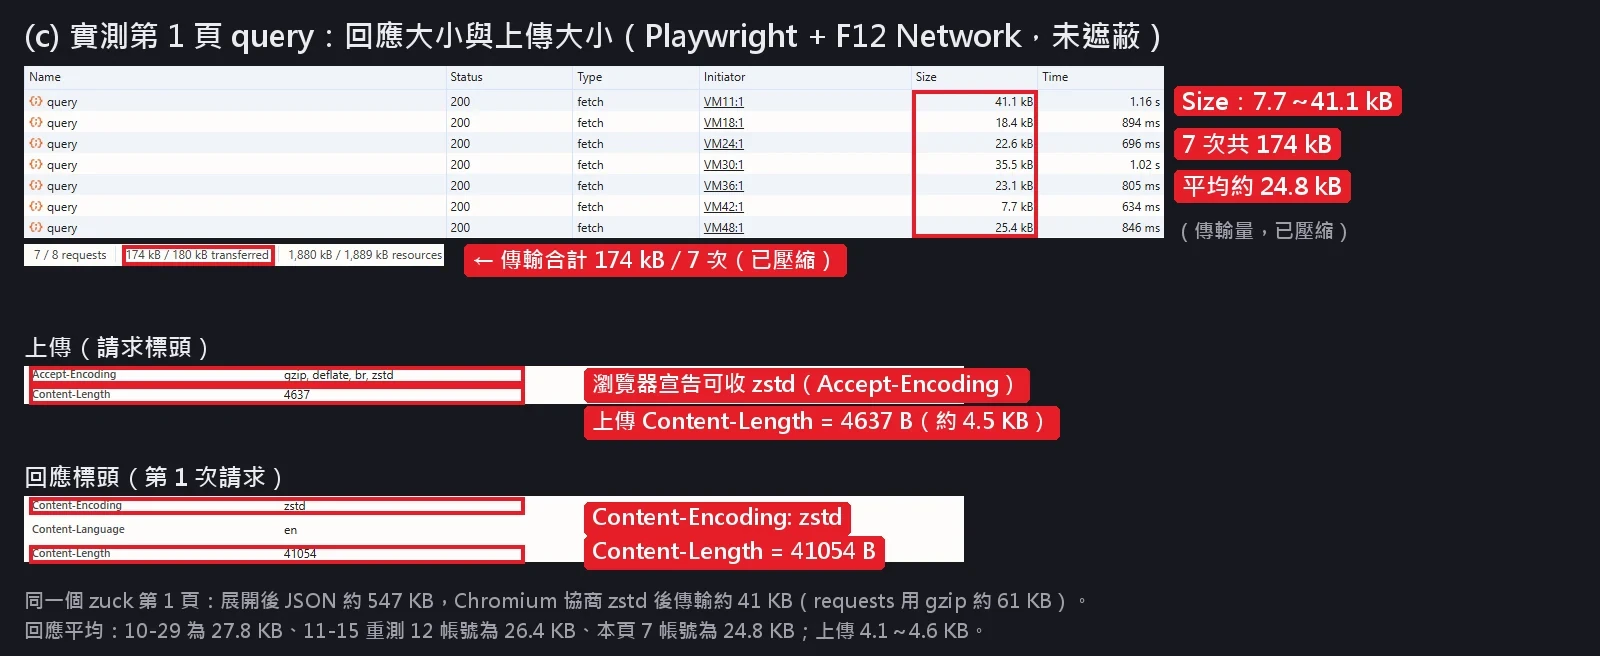 (c) 實測第 1 頁 query：回應大小與上傳大小（Playwright + F12 Network，未遮蔽）
Name Status Type Initiator Size Time
query 200 fetch VM11:1 41.1 kB 1.16 s
query 200 fetch VM18:1 18.4 kB 894 ms
query 200 fetch VM24:1 22.6 kB 696 ms
query 200 fetch VM30:1 35.5 kB 1.02 s
query 200 fetch VM36:1 23.1 kB 805 ms
query 200 fetch VM42:1 7.7 kB 634 ms
query 200 fetch VM48:1 25.4 kB 846 ms
Size：7.7～41.1 kB
7 次共 174 kB
平均約 24.8 kB
（傳輸量，已壓縮）
7 / 8 requests 174 kB / 180 kB transferred 1,880 kB / 1,889 kB resources
← 傳輸合計 174 kB / 7 次（已壓縮）
上傳（請求標頭）
Accept-Encoding gzip, deflate, br, zstd
Content-Length 4637
瀏覽器宣告可收 zstd（Accept-Encoding）
上傳 Content-Length = 4637 B（約 4.5 KB）
回應標頭（第 1 次請求）
Content-Encoding zstd
Content-Language en
Content-Length 41054
Content-Encoding: zstd
Content-Length = 41054 B
同一個 zuck 第 1 頁：展開後 JSON 約 547 KB，Chromium 協商 zstd 後傳輸約 41 KB（requests 用 gzip 約 61 KB）。
回應平均：10-29 為 27.8 KB、11-15 重測 12 帳號為 26.4 KB、本頁 7 帳號為 24.8 KB；上傳 4.1～4.6 KB。